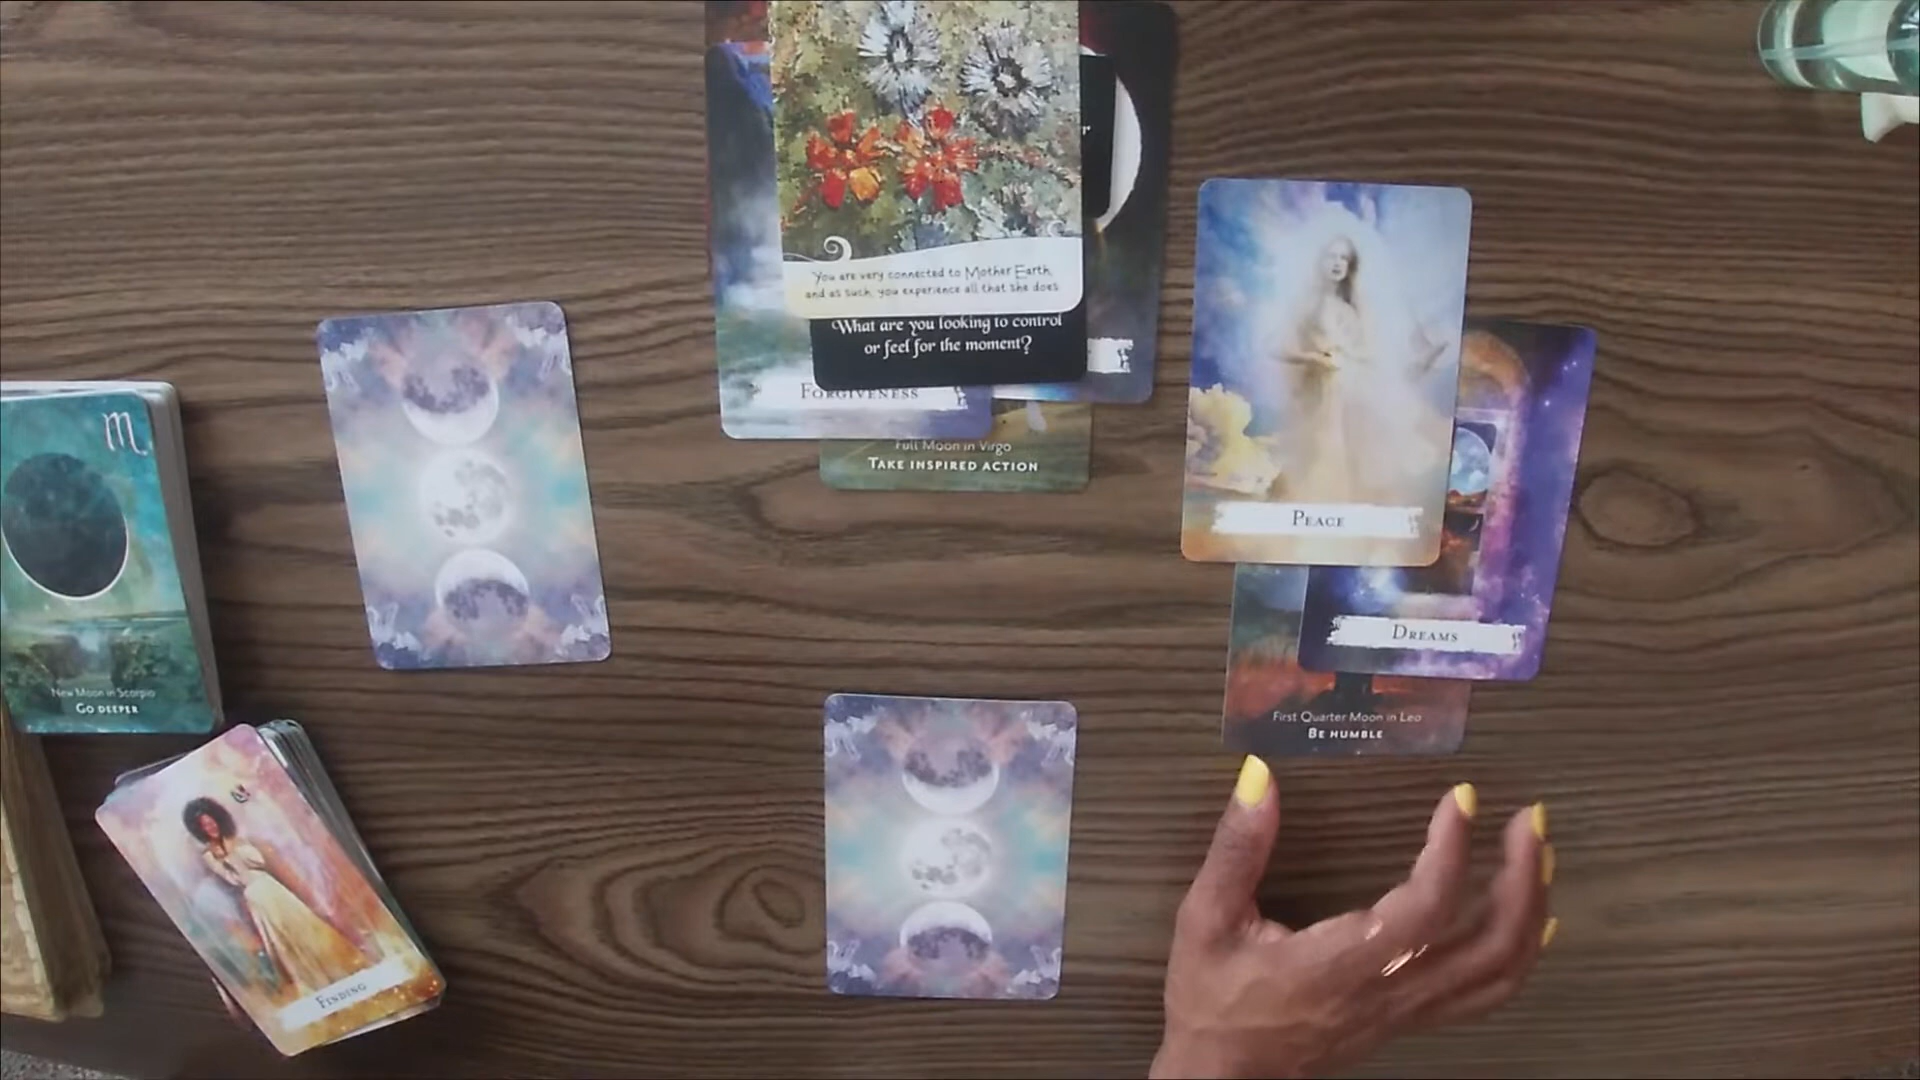 You are very connected to Mother Earth,
and as such, you experience all that she does
What are you looking to control
or feel for the moment?
FORGIVENESS
Full Moon in Virgo
TAKE INSPIRED ACTION
PEACE
DREAMS
First Quarter Moon in Leo
BE HUMBLE
New Moon in Scorpio
GO DEEPER
FINDING